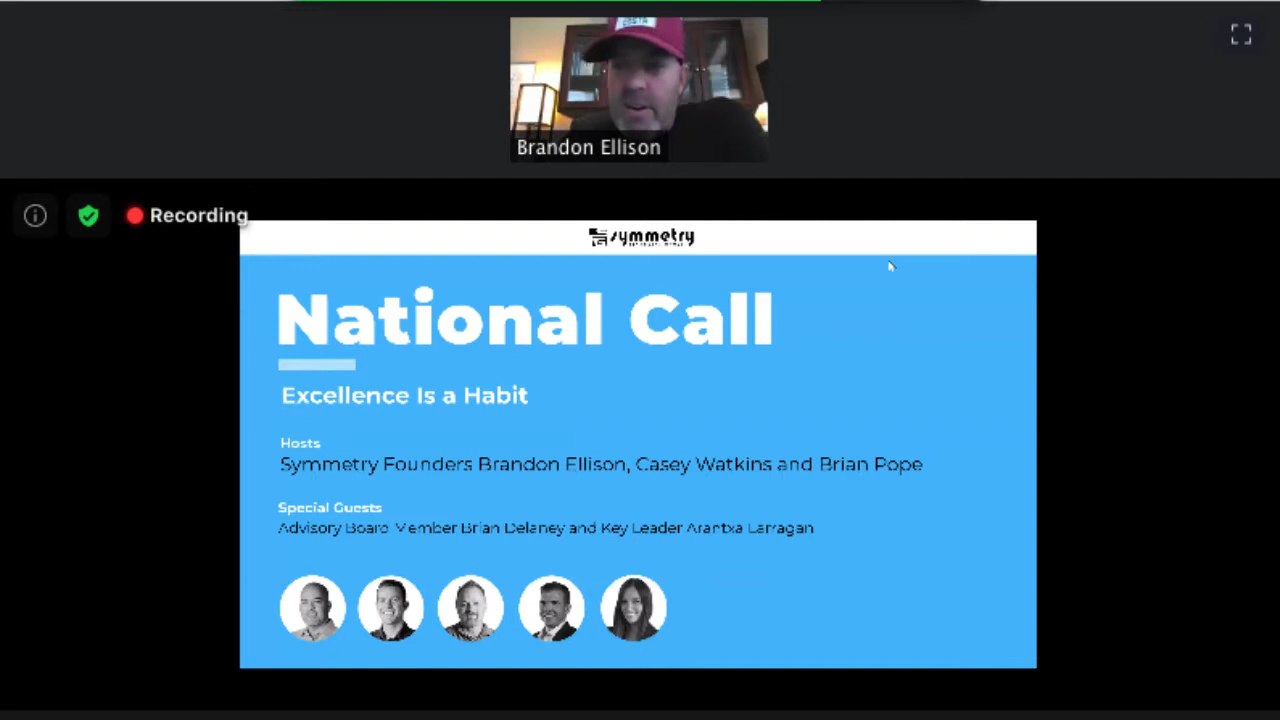 Brandon Ellison
Recording
symmetry
National Call
Excellence Is a Habit
Hosts
Symmetry Founders Brandon Ellison, Casey Watkins and Brian Pope
Special Guests
Advisory Board Member Brian Delaney and Key Leader Arantxa Larragan